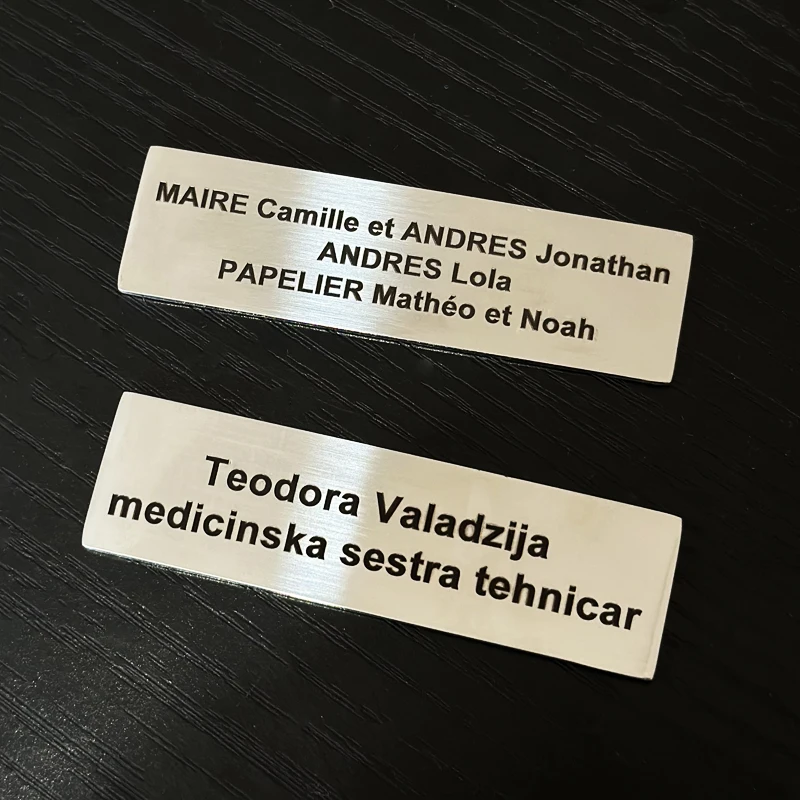 MAIRE Camille et ANDRES Jonathan
ANDRES Lola
PAPELIER Mathéo et Noah
Teodora Valadzija
medicinska sestra tehnicar